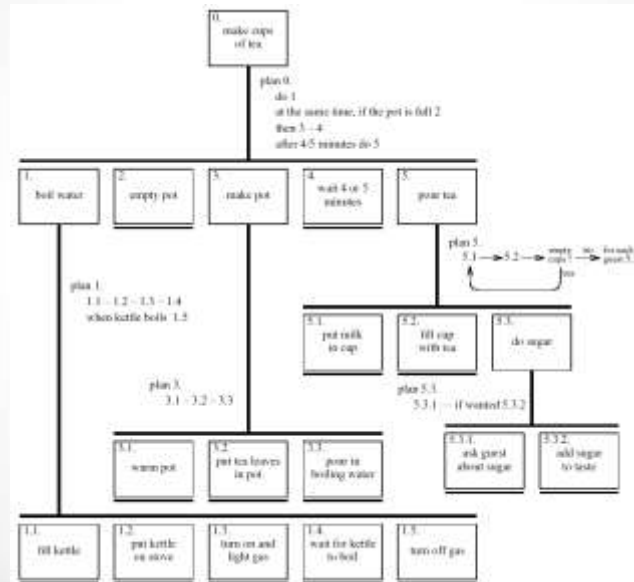 0.
make cups
of tea
plan 0.
do 1
at the same time, if the pot is full 2
then 3 – 4
after 4/5 minutes do 5
1.
boil water
2.
empty pot
3.
make pot
4.
wait 4 or 5
minutes
5.
pour tea
plan 5.
5.1 → 5.2 → empty cups? no → for each guest 5.3
yes
plan 1.
1.1 – 1.2 – 1.3 – 1.4
when kettle boils 1.5
5.1.
put milk
in cup
5.2.
fill cup
with tea
5.3.
do sugar
plan 3.
3.1 – 3.2 – 3.3
plan 5.3.
5.3.1 – if wanted 5.3.2
3.1.
warm pot
3.2.
put tea leaves
in pot
3.3.
pour in
boiling water
5.3.1.
ask guest
about sugar
5.3.2.
add sugar
to taste
1.1.
fill kettle
1.2.
put kettle
on stove
1.3.
turn on and
light gas
1.4.
wait for kettle
to boil
1.5.
turn off gas